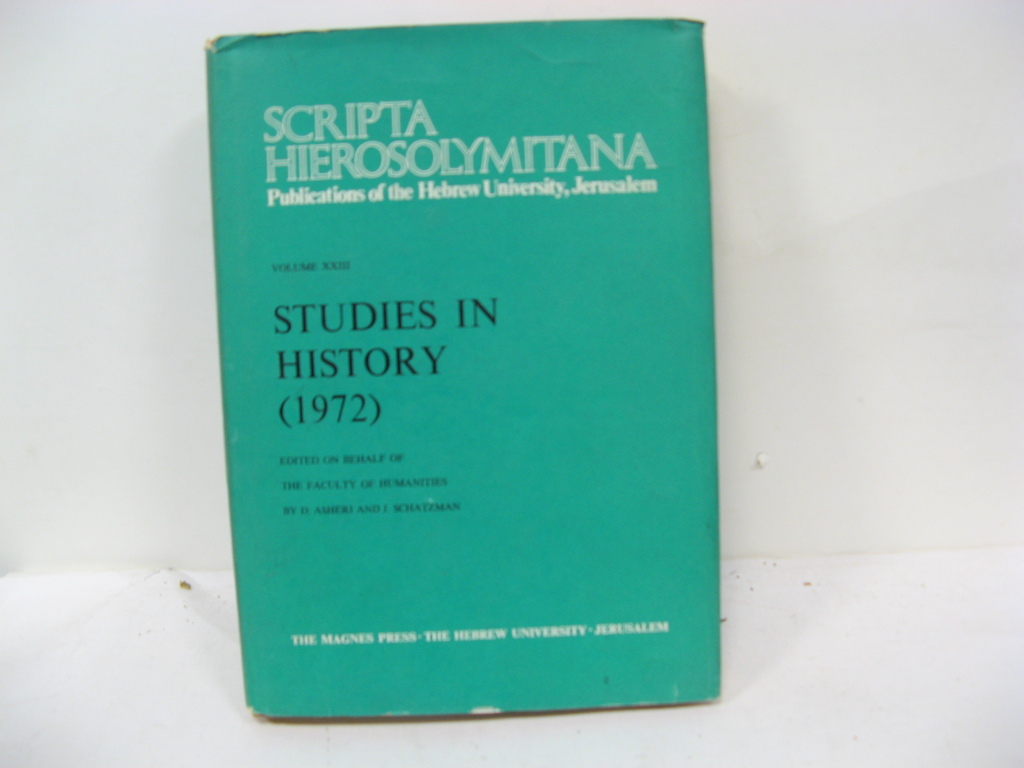 SCRIPTA
HIEROSOLYMITANA
Publications of the Hebrew University, Jerusalem
VOLUME XXIII
STUDIES IN
HISTORY
(1972)
EDITED ON BEHALF OF
THE FACULTY OF HUMANITIES
BY D. ASHERI AND I. SCHATZMAN
THE MAGNES PRESS · THE HEBREW UNIVERSITY · JERUSALEM